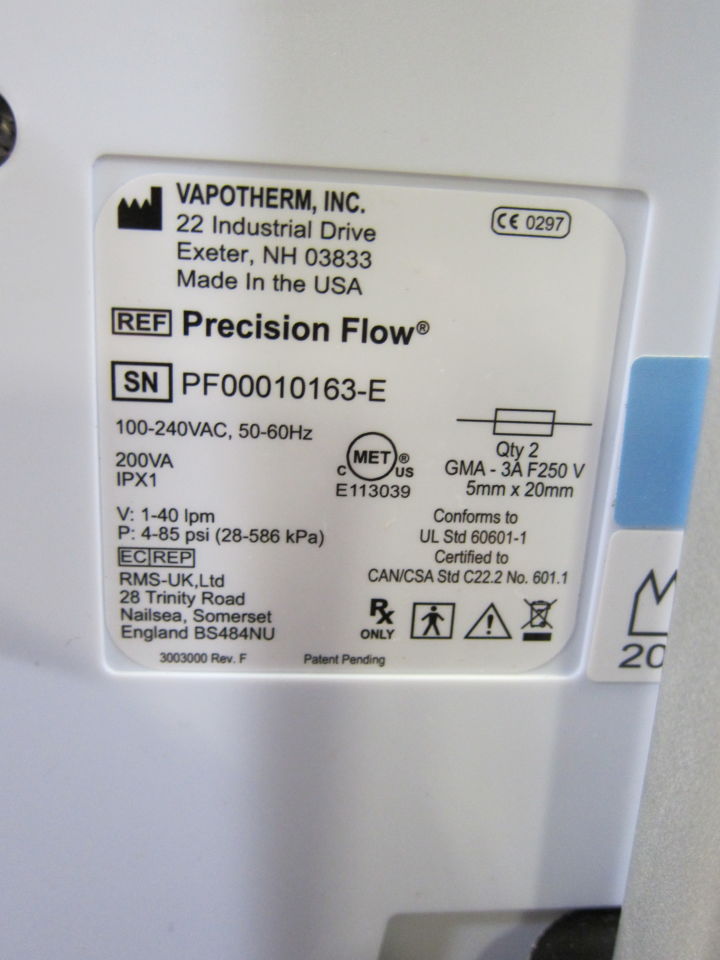 VAPOTHERM, INC.
22 Industrial Drive
Exeter, NH 03833
Made In the USA
CE 0297
REF Precision Flow®
SN PF00010163-E
100-240VAC, 50-60Hz
200VA
IPX1
C MET ® US
E113039
Qty 2
GMA - 3A F250 V
5mm x 20mm
V: 1-40 lpm
P: 4-85 psi (28-586 kPa)
Conforms to
UL Std 60601-1
Certified to
CAN/CSA Std C22.2 No. 601.1
EC REP
RMS-UK,Ltd
28 Trinity Road
Nailsea, Somerset
England BS484NU
Rx
ONLY
3003000 Rev. F
Patent Pending
20